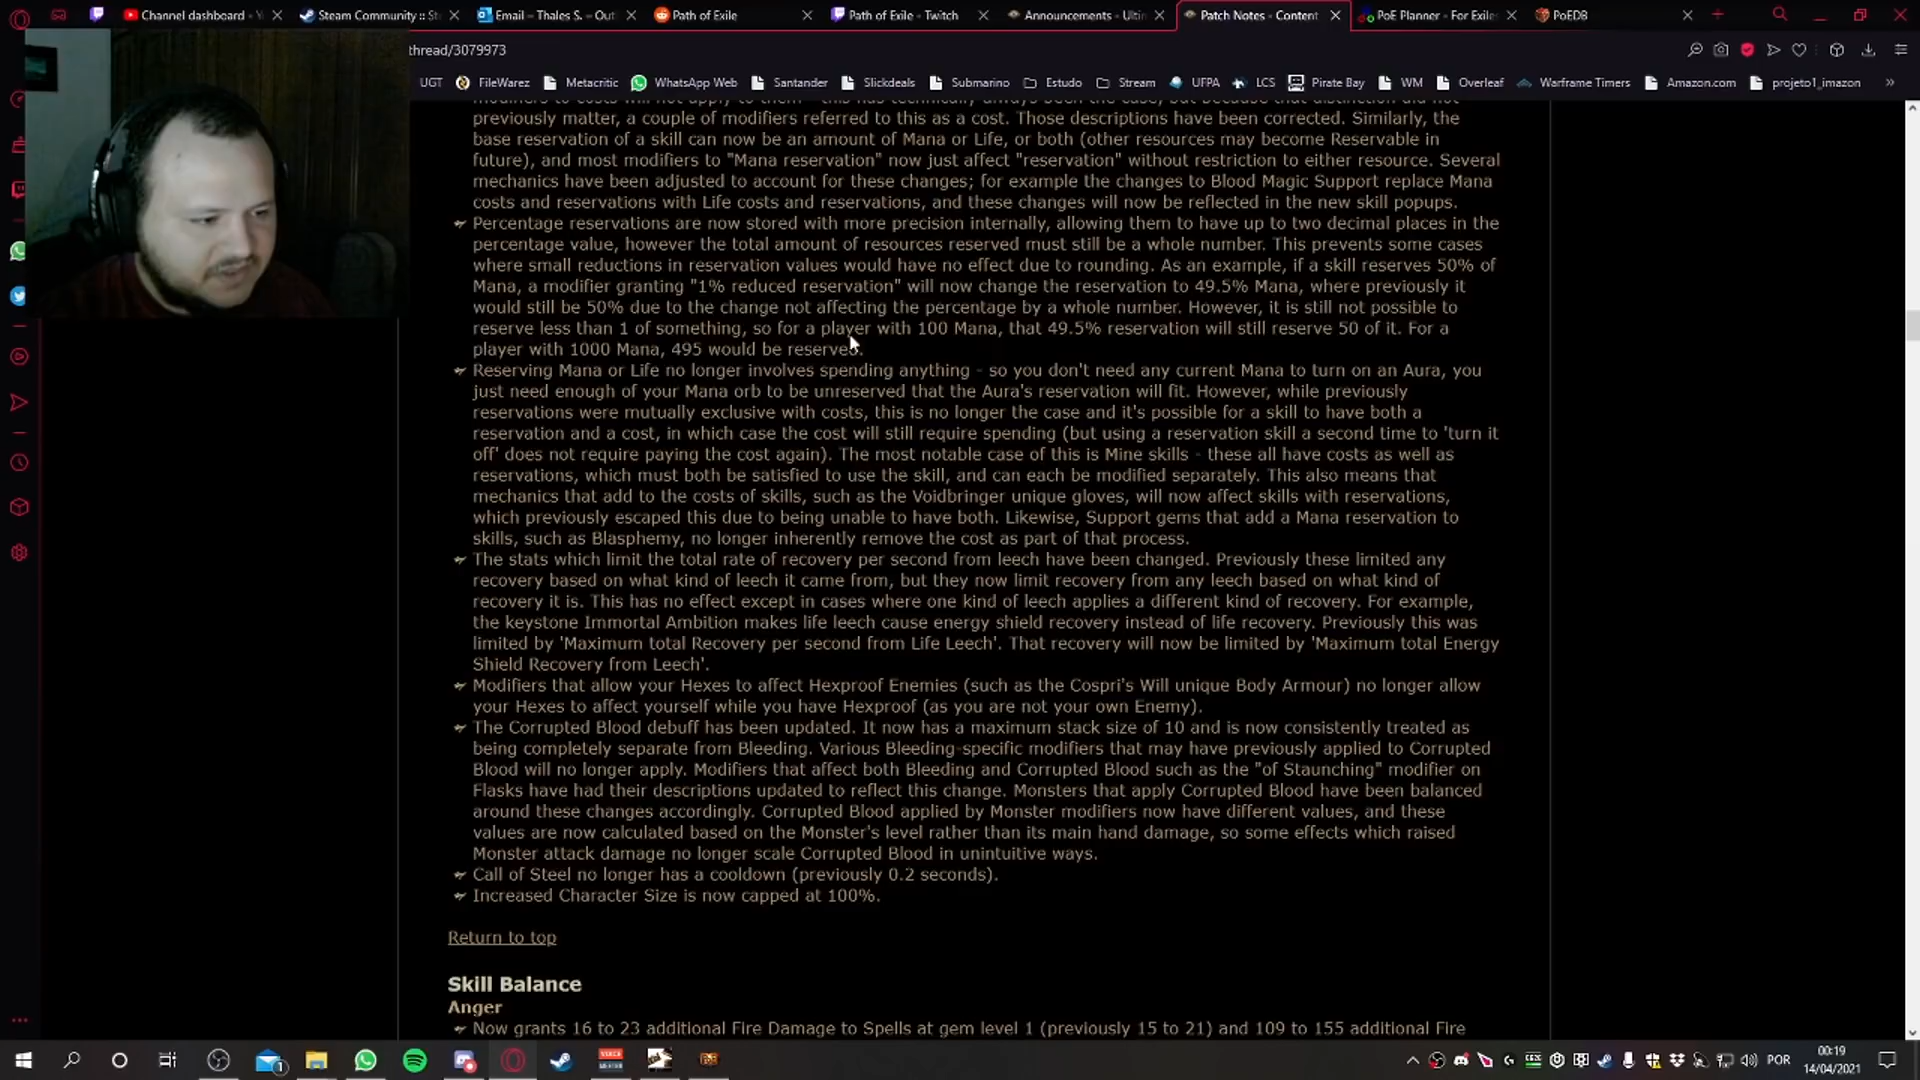 Channel dashboard - Y
Steam Community :: Ste
Email – Thales S. – Out
Path of Exile
Path of Exile - Twitch
Announcements - Ultin
Patch Notes - Content
PoE Planner - For Exiles
PoEDB
thread/3079973
UGT FileWarez Metacritic WhatsApp Web Santander Slickdeals Submarino Estudo Stream UFPA LCS Pirate Bay WM Overleaf Warframe Timers Amazon.com projeto1_imazon
modifiers to costs will not apply to them - this has technically always been the case, but because that distinction did not
previously matter, a couple of modifiers referred to this as a cost. Those descriptions have been corrected. Similarly, the
base reservation of a skill can now be an amount of Mana or Life, or both (other resources may become Reservable in
future), and most modifiers to "Mana reservation" now just affect "reservation" without restriction to either resource. Several
mechanics have been adjusted to account for these changes; for example the changes to Blood Magic Support replace Mana
costs and reservations with Life costs and reservations, and these changes will now be reflected in the new skill popups.
Percentage reservations are now stored with more precision internally, allowing them to have up to two decimal places in the
percentage value, however the total amount of resources reserved must still be a whole number. This prevents some cases
where small reductions in reservation values would have no effect due to rounding. As an example, if a skill reserves 50% of
Mana, a modifier granting "1% reduced reservation" will now change the reservation to 49.5% Mana, where previously it
would still be 50% due to the change not affecting the percentage by a whole number. However, it is still not possible to
reserve less than 1 of something, so for a player with 100 Mana, that 49.5% reservation will still reserve 50 of it. For a
player with 1000 Mana, 495 would be reserved.
Reserving Mana or Life no longer involves spending anything - so you don't need any current Mana to turn on an Aura, you
just need enough of your Mana orb to be unreserved that the Aura's reservation will fit. However, while previously
reservations were mutually exclusive with costs, this is no longer the case and it's possible for a skill to have both a
reservation and a cost, in which case the cost will still require spending (but using a reservation skill a second time to 'turn it
off' does not require paying the cost again). The most notable case of this is Mine skills - these all have costs as well as
reservations, which must both be satisfied to use the skill, and can each be modified separately. This also means that
mechanics that add to the costs of skills, such as the Voidbringer unique gloves, will now affect skills with reservations,
which previously escaped this due to being unable to have both. Likewise, Support gems that add a Mana reservation to
skills, such as Blasphemy, no longer inherently remove the cost as part of that process.
The stats which limit the total rate of recovery per second from leech have been changed. Previously these limited any
recovery based on what kind of leech it came from, but they now limit recovery from any leech based on what kind of
recovery it is. This has no effect except in cases where one kind of leech applies a different kind of recovery. For example,
the keystone Immortal Ambition makes life leech cause energy shield recovery instead of life recovery. Previously this was
limited by 'Maximum total Recovery per second from Life Leech'. That recovery will now be limited by 'Maximum total Energy
Shield Recovery from Leech'.
Modifiers that allow your Hexes to affect Hexproof Enemies (such as the Cospri's Will unique Body Armour) no longer allow
your Hexes to affect yourself while you have Hexproof (as you are not your own Enemy).
The Corrupted Blood debuff has been updated. It now has a maximum stack size of 10 and is now consistently treated as
being completely separate from Bleeding. Various Bleeding-specific modifiers that may have previously applied to Corrupted
Blood will no longer apply. Modifiers that affect both Bleeding and Corrupted Blood such as the "of Staunching" modifier on
Flasks have had their descriptions updated to reflect this change. Monsters that apply Corrupted Blood have been balanced
around these changes accordingly. Corrupted Blood applied by Monster modifiers now have different values, and these
values are now calculated based on the Monster's level rather than its main hand damage, so some effects which raised
Monster attack damage no longer scale Corrupted Blood in unintuitive ways.
Call of Steel no longer has a cooldown (previously 0.2 seconds).
Increased Character Size is now capped at 100%.
Return to top
Skill Balance
Anger
Now grants 16 to 23 additional Fire Damage to Spells at gem level 1 (previously 15 to 21) and 109 to 155 additional Fire
POR
00:19
14/04/2021